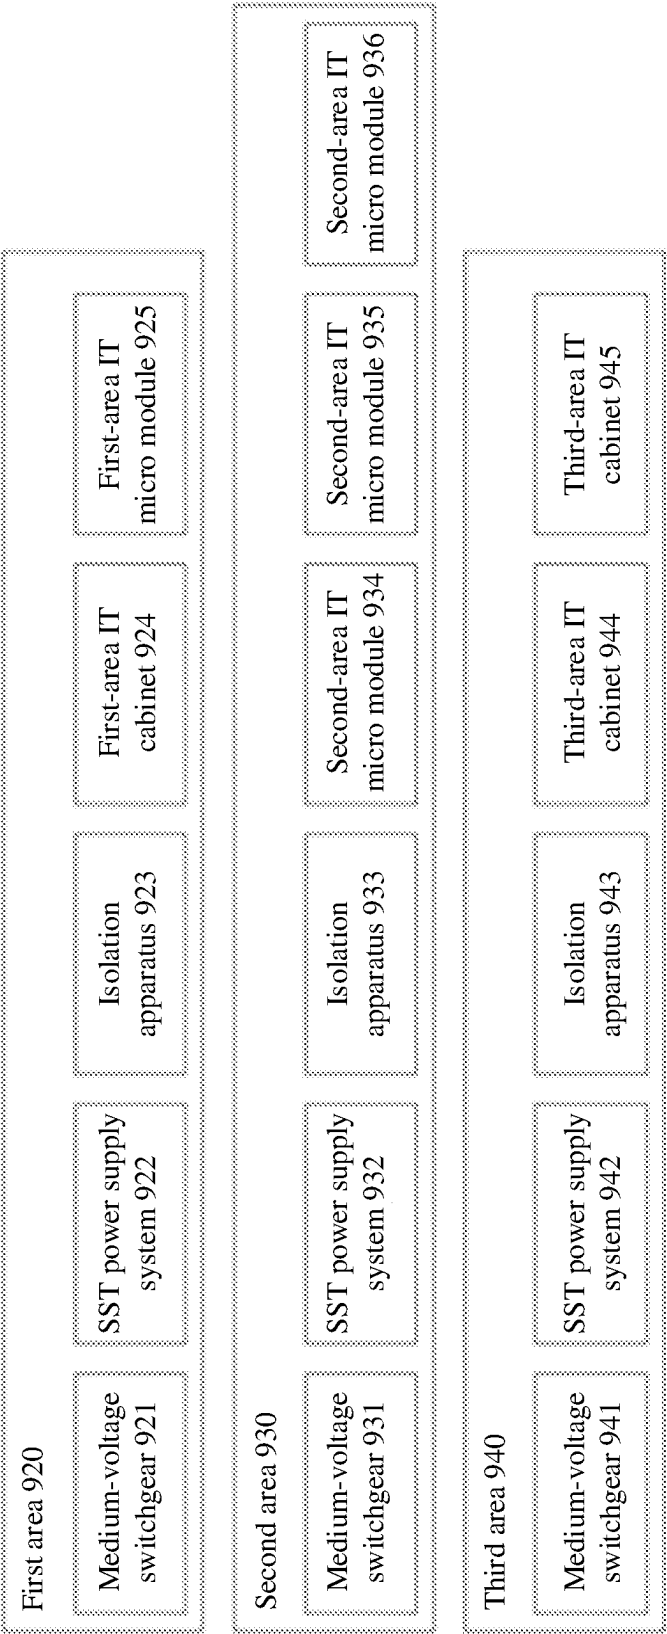 First area 920
Medium-voltage
switchgear 921
SST power supply
system 922
Isolation
apparatus 923
First-area IT
cabinet 924
First-area IT
micro module 925
Second area 930
Medium-voltage
switchgear 931
SST power supply
system 932
Isolation
apparatus 933
Second-area IT
micro module 934
Second-area IT
micro module 935
Second-area IT
micro module 936
Third area 940
Medium-voltage
switchgear 941
SST power supply
system 942
Isolation
apparatus 943
Third-area IT
cabinet 944
Third-area IT
cabinet 945